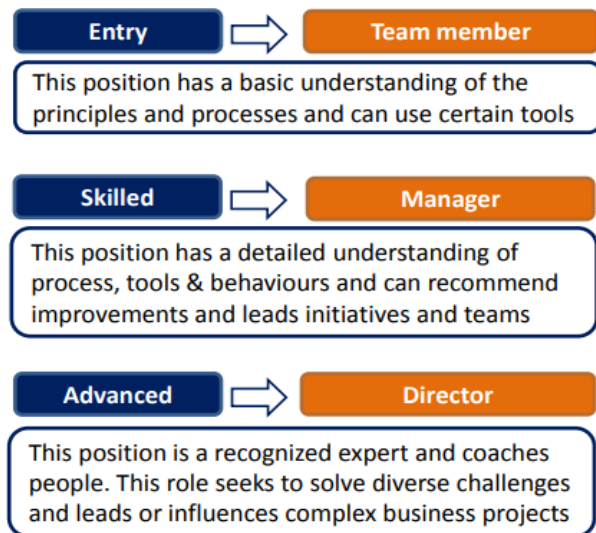 Entry
Team member
This position has a basic understanding of the
principles and processes and can use certain tools
Skilled
Manager
This position has a detailed understanding of
process, tools & behaviours and can recommend
improvements and leads initiatives and teams
Advanced
Director
This position is a recognized expert and coaches
people. This role seeks to solve diverse challenges
and leads or influences complex business projects